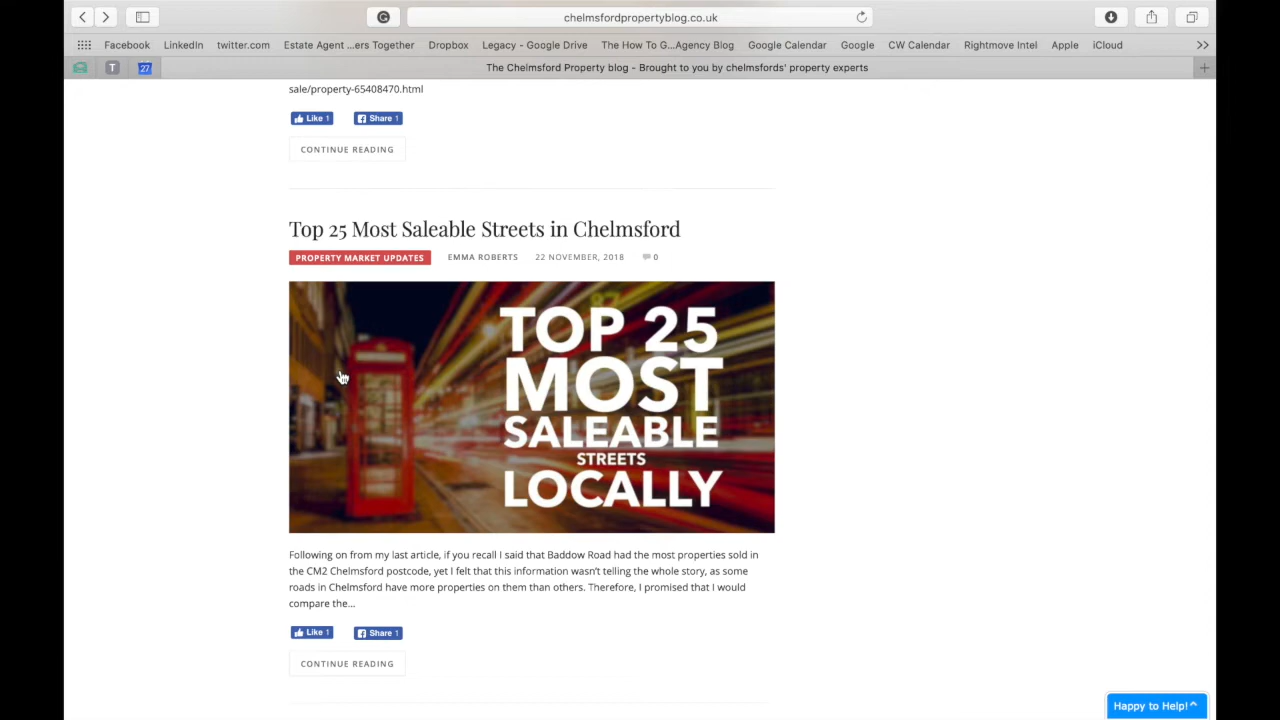 chelmsfordpropertyblog.co.uk
Facebook LinkedIn twitter.com Estate Agent ...ers Together Dropbox Legacy - Google Drive The How To G...Agency Blog Google Calendar Google CW Calendar Rightmove Intel Apple iCloud
T 27 The Chelmsford Property blog - Brought to you by chelmsfords' property experts
sale/property-65408470.html
Like 1 Share 1
CONTINUE READING
Top 25 Most Saleable Streets in Chelmsford
PROPERTY MARKET UPDATES EMMA ROBERTS 22 NOVEMBER, 2018 0
87
TOP 25
MOST
SALEABLE
STREETS
LOCALLY
Following on from my last article, if you recall I said that Baddow Road had the most properties sold in
the CM2 Chelmsford postcode, yet I felt that this information wasn't telling the whole story, as some
roads in Chelmsford have more properties on them than others. Therefore, I promised that I would
compare the...
Like 1 Share 1
CONTINUE READING
Happy to Help!